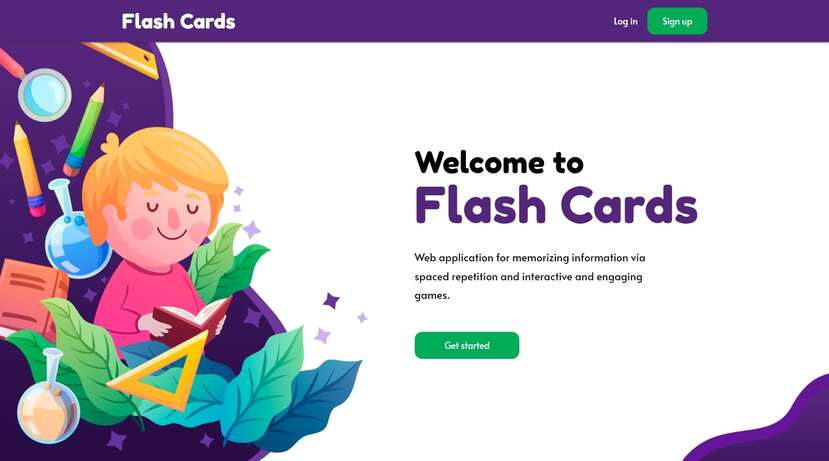 Flash Cards
Log in
Sign up
Welcome to
Flash Cards
Web application for memorizing information via
spaced repetition and interactive and engaging
games.
Get started